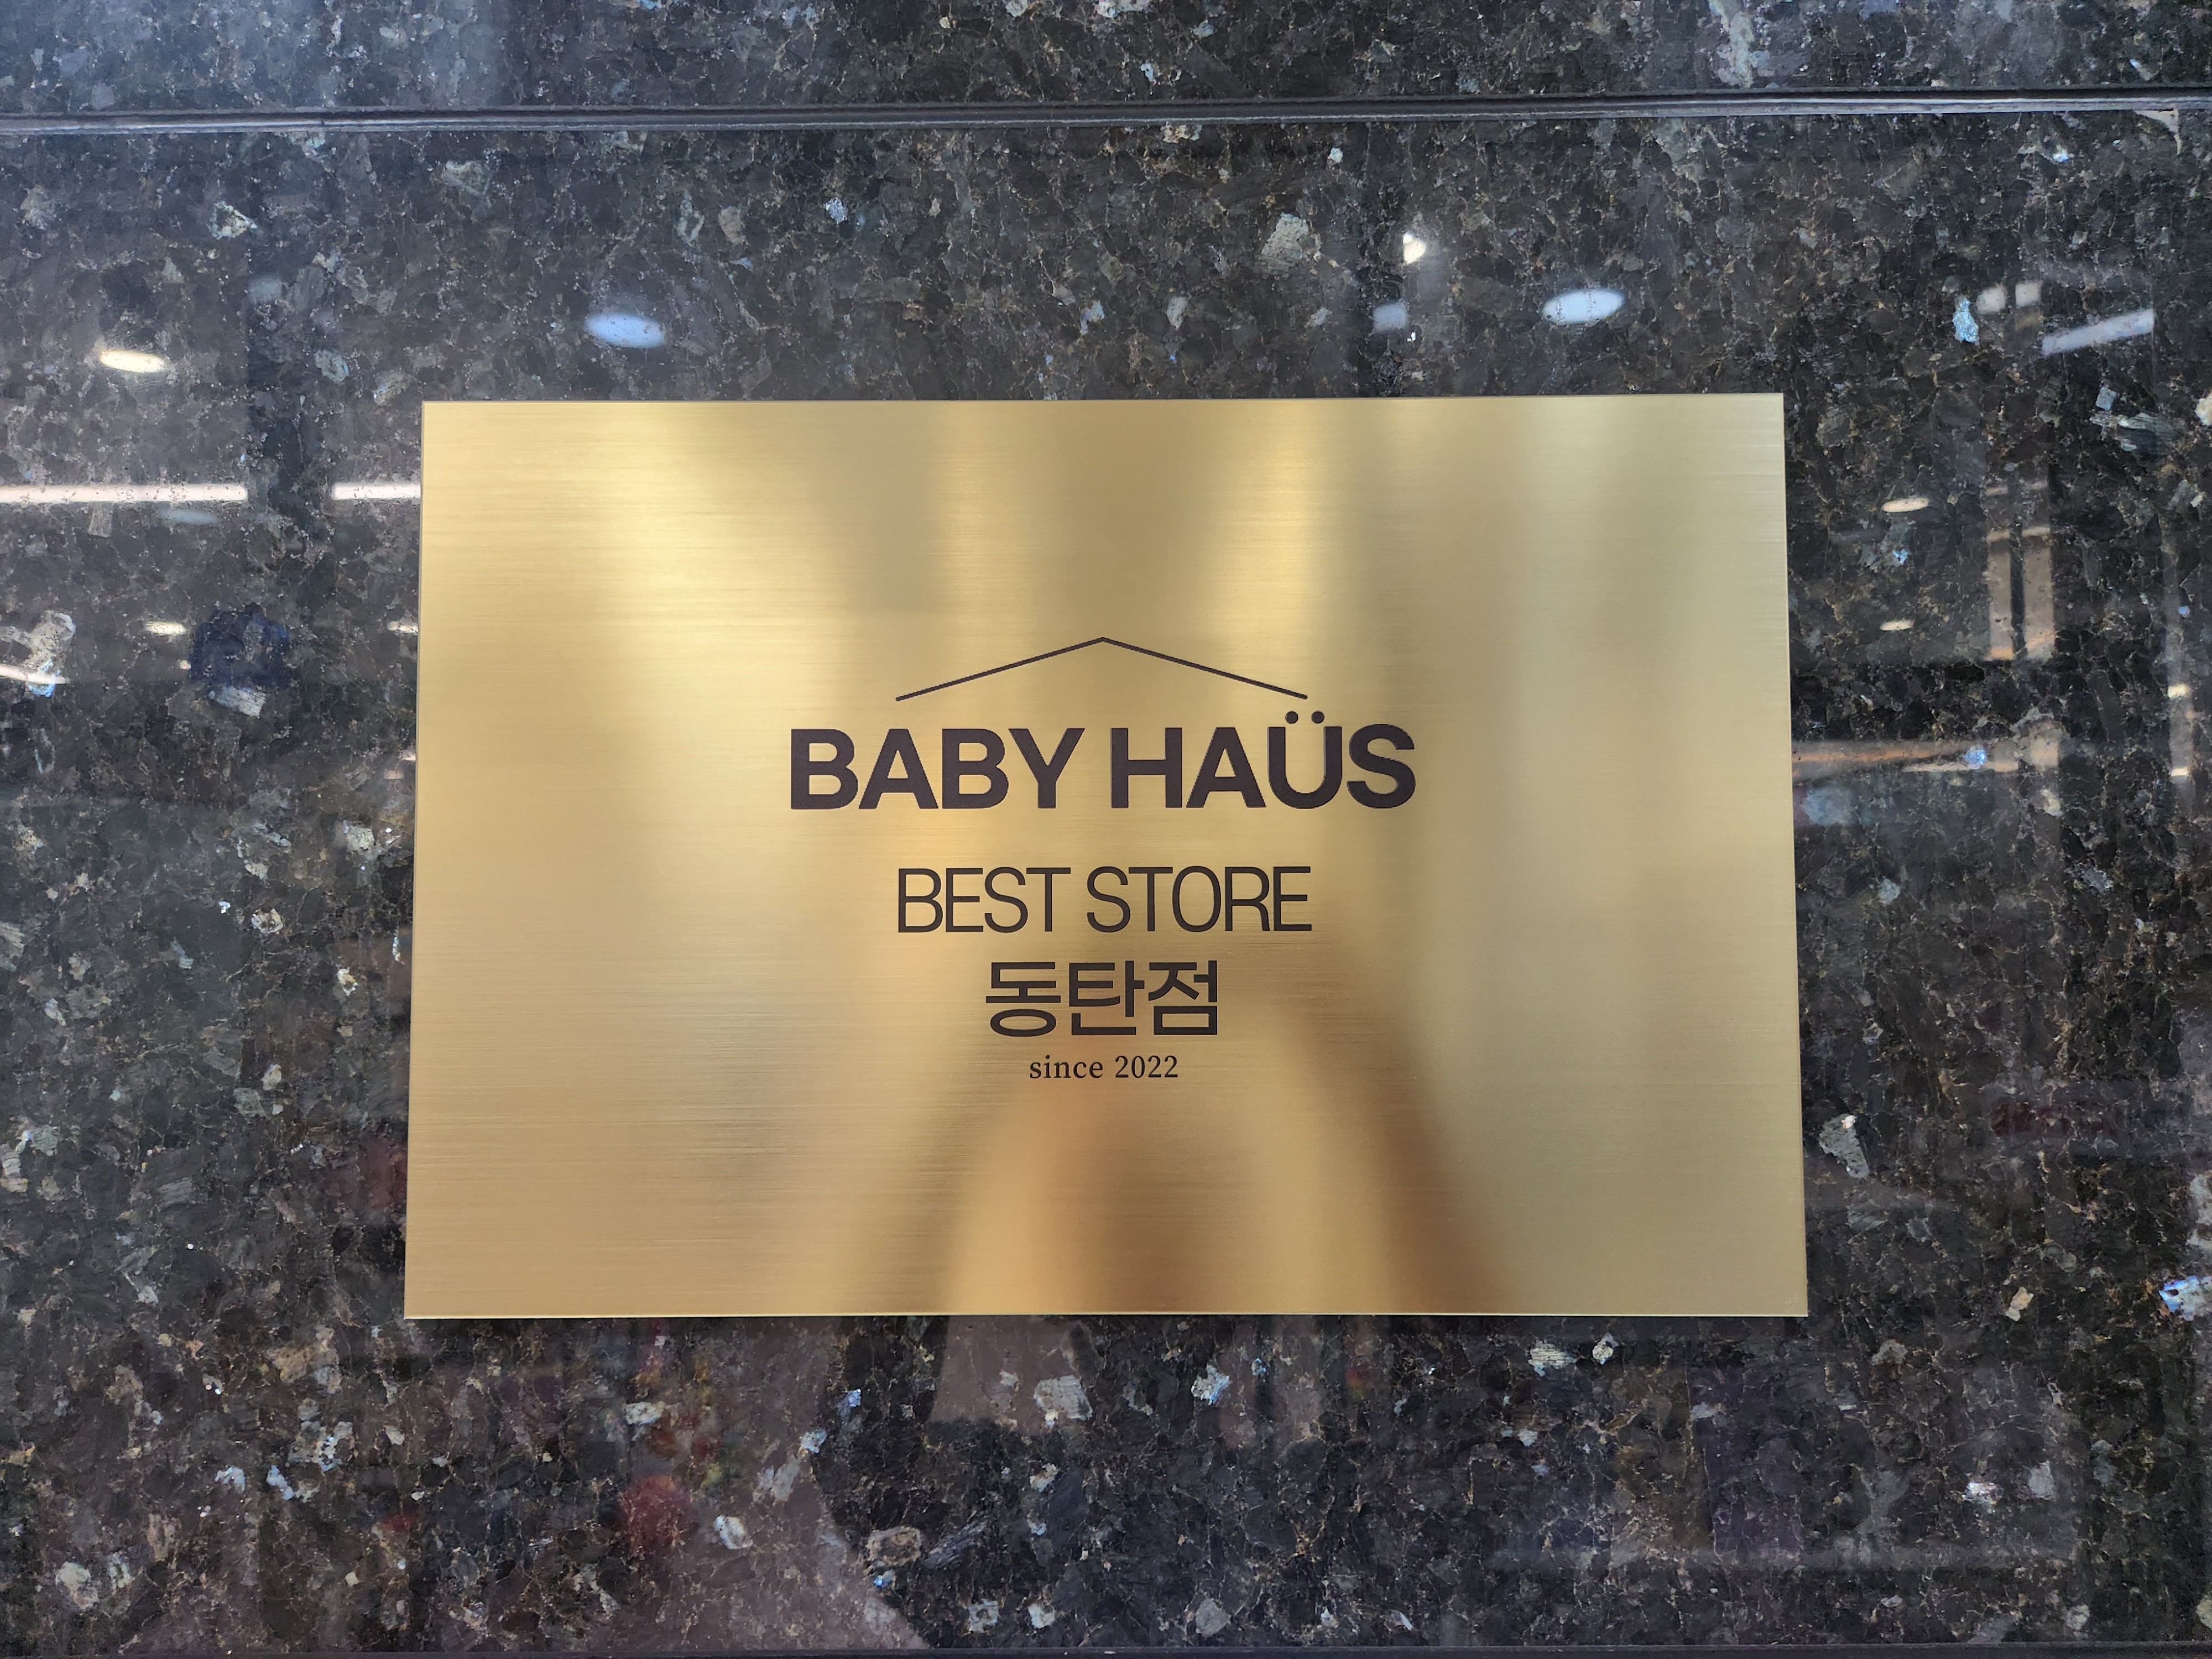 BABY HAÜS
BEST STORE
동탄점
since 2022